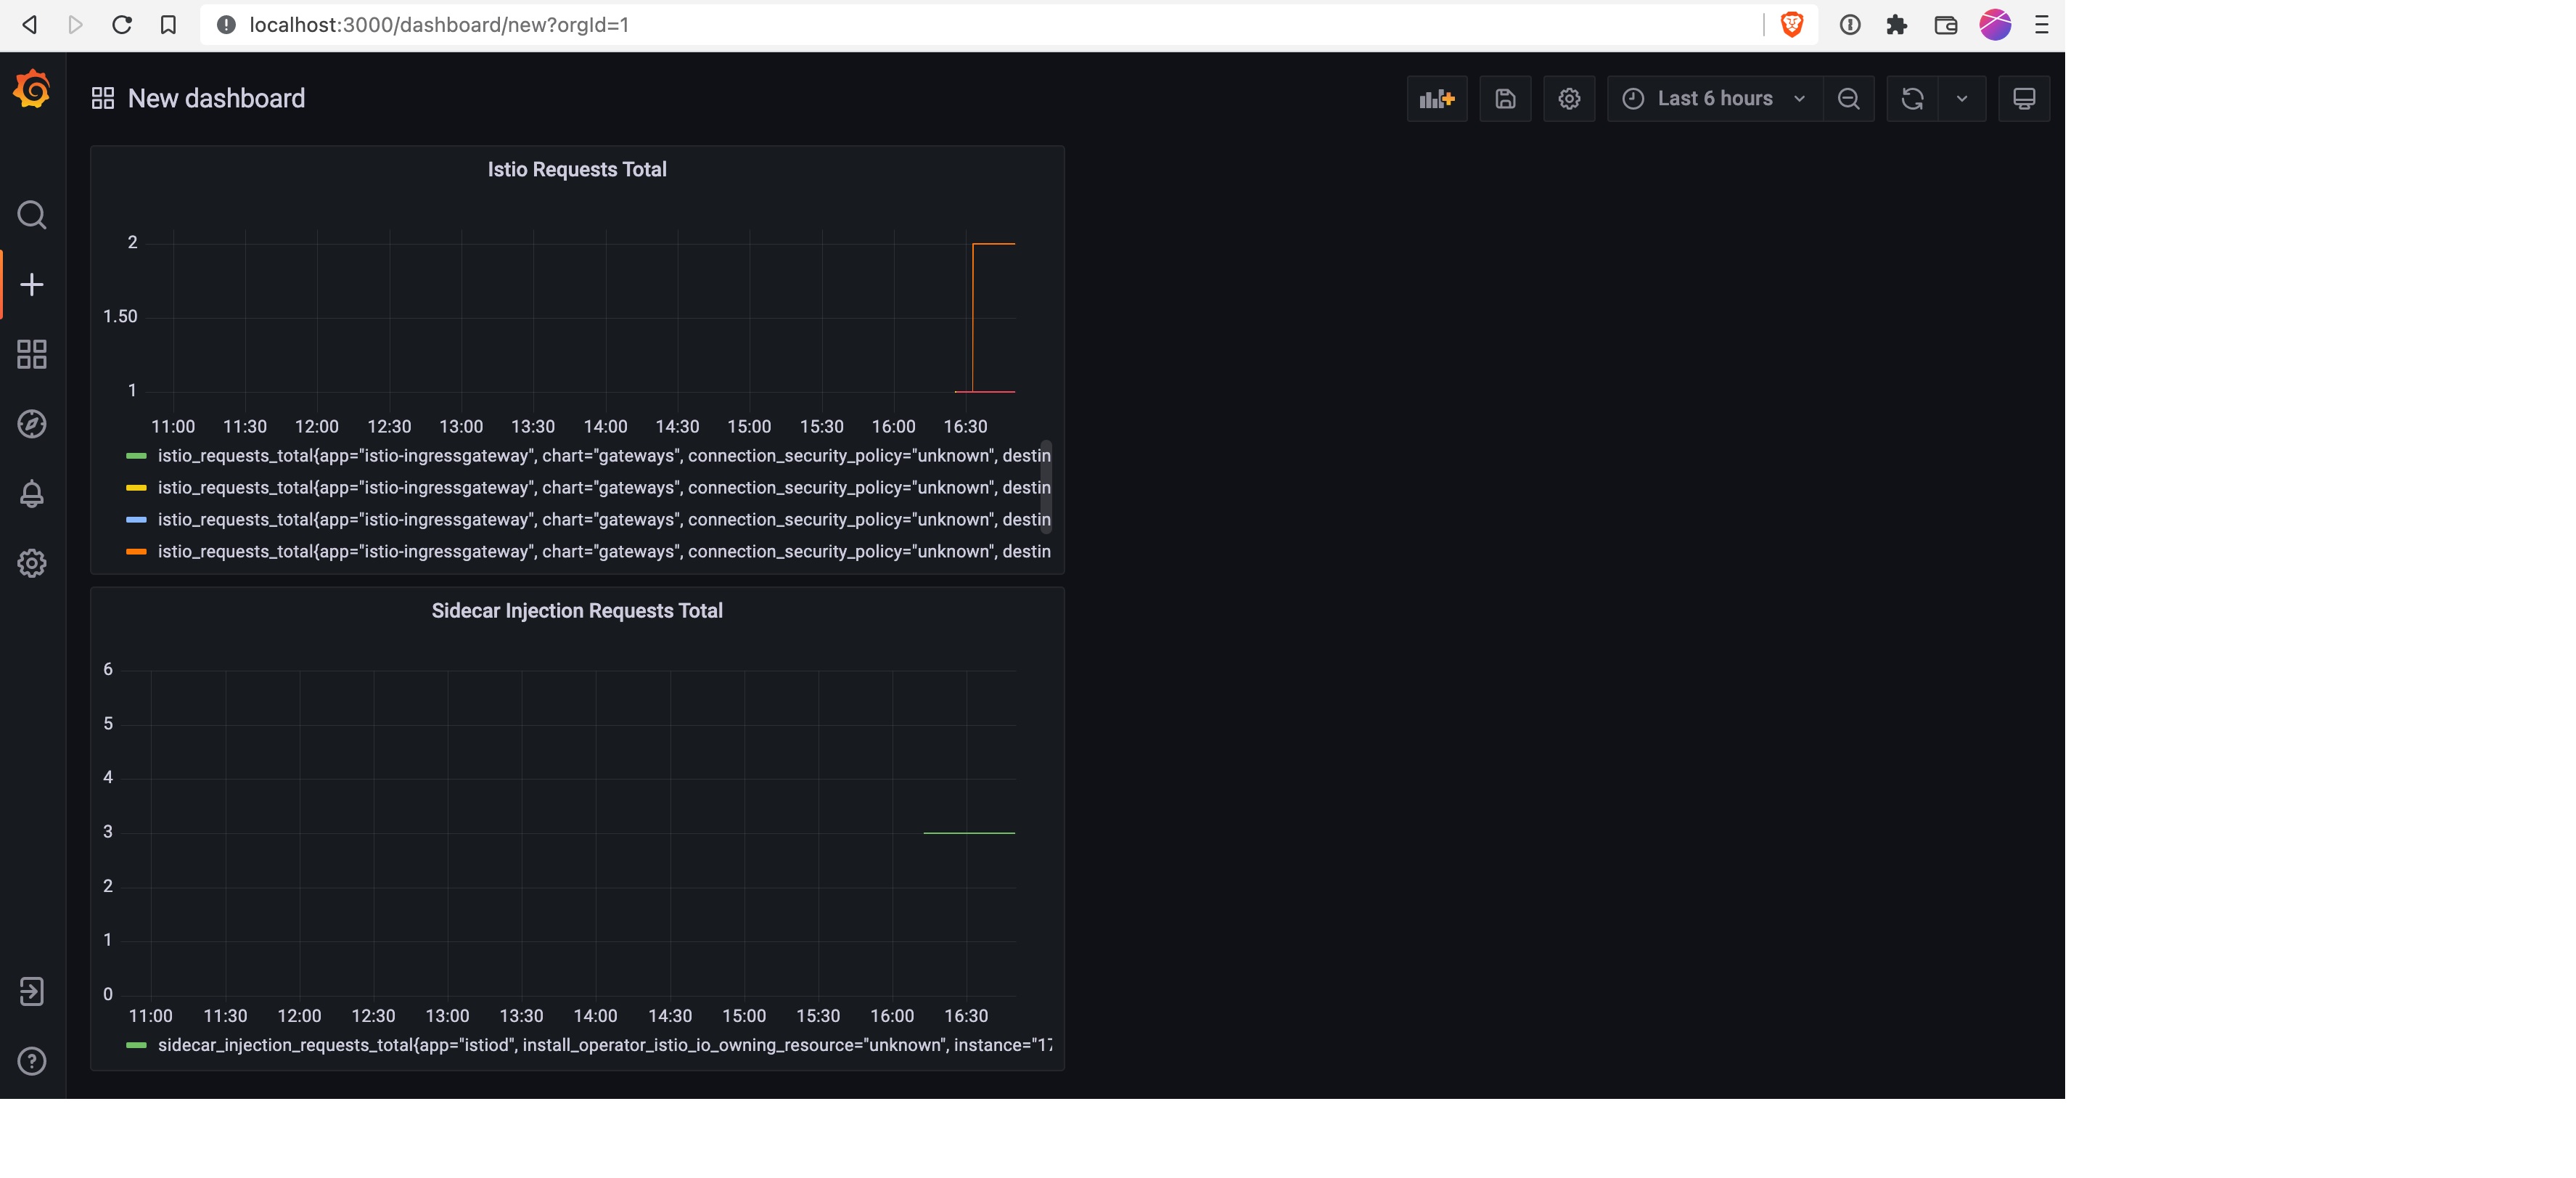 localhost:3000/dashboard/new?orgId=1
New dashboard
Last 6 hours
Istio Requests Total
2
1.50
1
11:00 11:30 12:00 12:30 13:00 13:30 14:00 14:30 15:00 15:30 16:00 16:30
istio_requests_total{app="istio-ingressgateway", chart="gateways", connection_security_policy="unknown", destin
istio_requests_total{app="istio-ingressgateway", chart="gateways", connection_security_policy="unknown", destin
istio_requests_total{app="istio-ingressgateway", chart="gateways", connection_security_policy="unknown", destin
istio_requests_total{app="istio-ingressgateway", chart="gateways", connection_security_policy="unknown", destin
Sidecar Injection Requests Total
6
5
4
3
2
1
0
11:00 11:30 12:00 12:30 13:00 13:30 14:00 14:30 15:00 15:30 16:00 16:30
sidecar_injection_requests_total{app="istiod", install_operator_istio_io_owning_resource="unknown", instance="17